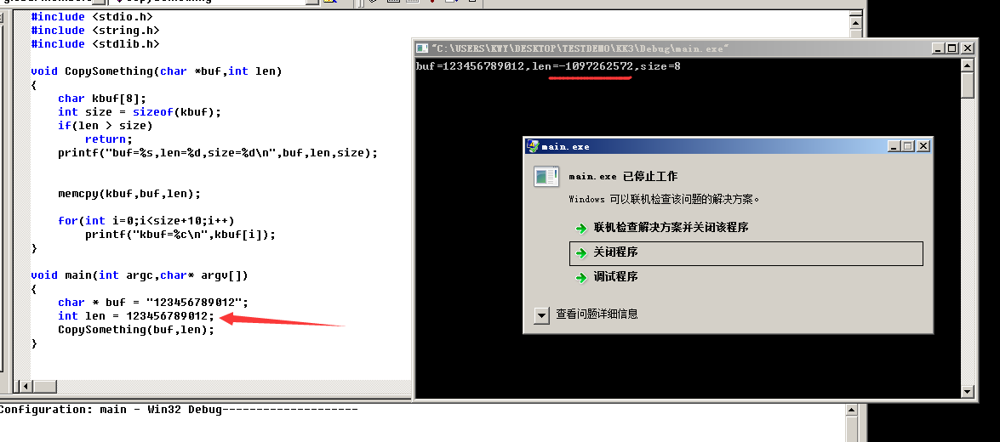 #include <stdio.h>
#include <string.h>
#include <stdlib.h>
void CopySomething(char *buf,int len)
{
    char kbuf[8];
    int size = sizeof(kbuf);
    if(len > size)
        return;
    printf("buf=%s,len=%d,size=%d\n",buf,len,size);
    memcpy(kbuf,buf,len);
    for(int i=0;i<size+10;i++)
        printf("kbuf=%c\n",kbuf[i]);
}
void main(int argc,char* argv[])
{
    char * buf = "123456789012";
    int len = 123456789012;
    CopySomething(buf,len);
}
Configuration: main - Win32 Debug--------------------
"C:\USERS\KWY\DESKTOP\TESTDEMO\KK3\Debug\main.exe"
buf=123456789012,len=-1097262572,size=8
main.exe
main.exe 已停止工作
Windows 可以联机检查该问题的解决方案。
联机检查解决方案并关闭该程序
关闭程序
调试程序
查看问题详细信息